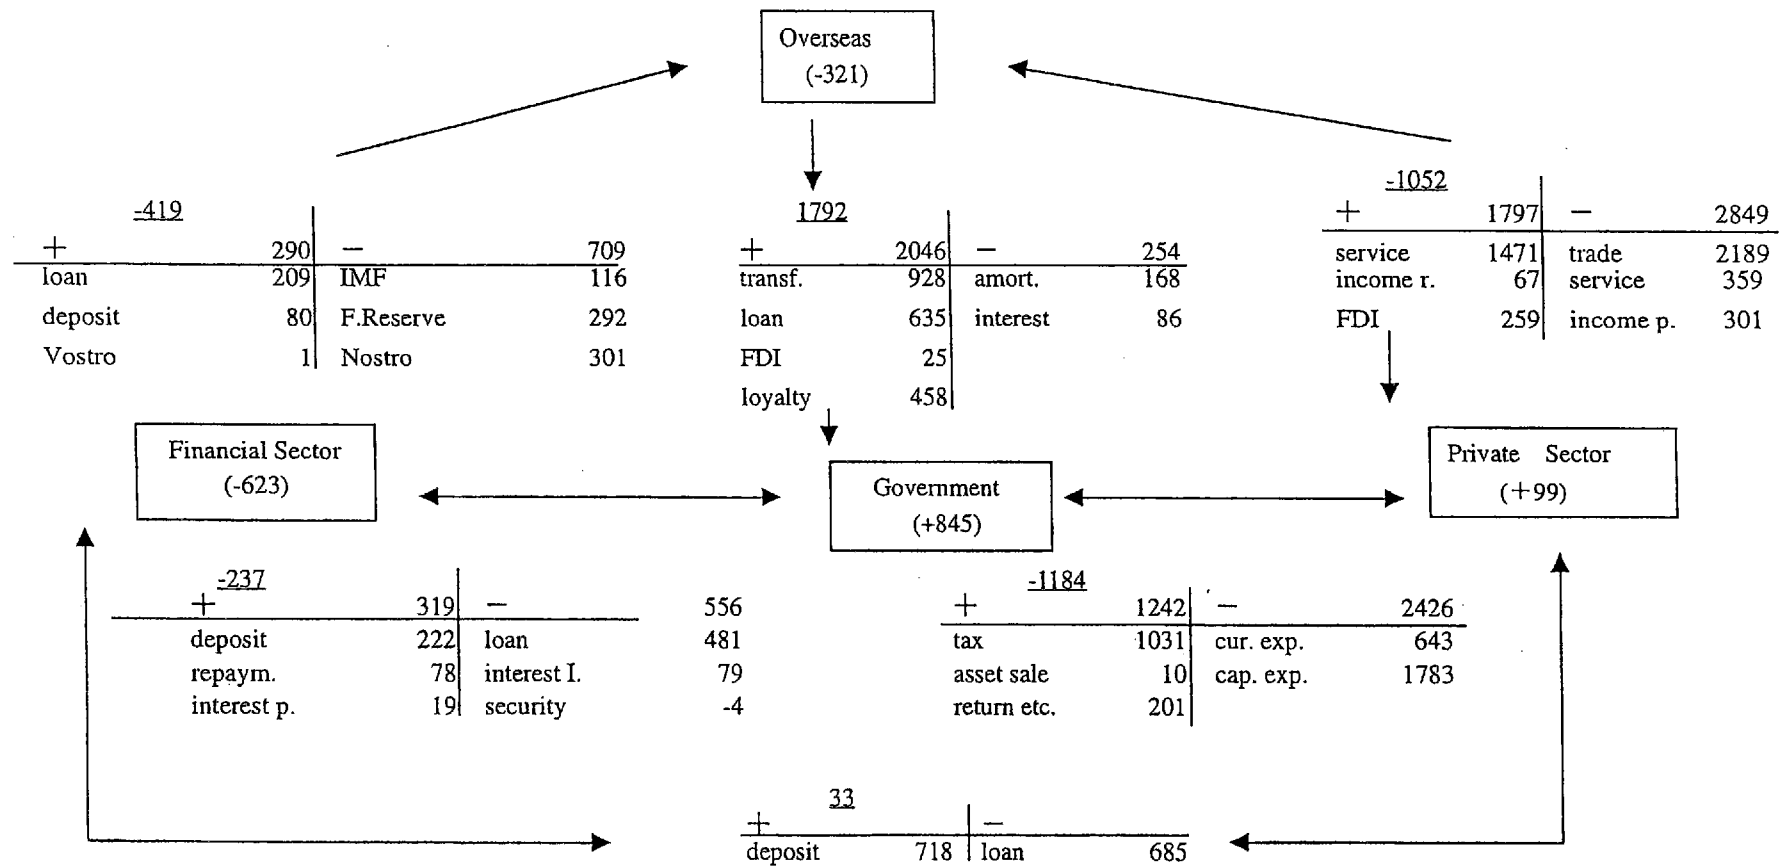 Overseas
(-321)
-419
+ 290 − 709
loan 209 IMF 116
deposit 80 F.Reserve 292
Vostro 1 Nostro 301
1792
+ 2046 − 254
transf. 928 amort. 168
loan 635 interest 86
FDI 25
loyalty 458
-1052
+ 1797 − 2849
service 1471 trade 2189
income r. 67 service 359
FDI 259 income p. 301
Financial Sector
(-623)
Government
(+845)
Private Sector
(+99)
-237
+ 319 − 556
deposit 222 loan 481
repaym. 78 interest I. 79
interest p. 19 security -4
-1184
+ 1242 − 2426
tax 1031 cur. exp. 643
asset sale 10 cap. exp. 1783
return etc. 201
33
+ −
deposit 718 loan 685